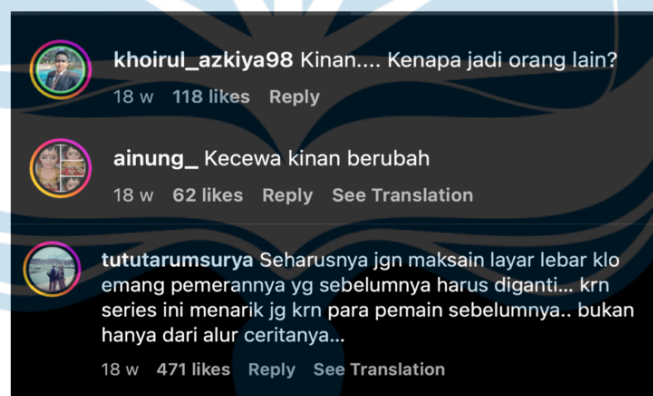 khoirul_azkiya98 Kinan.... Kenapa jadi orang lain?
18 w 118 likes Reply
ainung_ Kecewa kinan berubah
18 w 62 likes Reply See Translation
tututarumsurya Seharusnya jgn maksain layar lebar klo
emang pemerannya yg sebelumnya harus diganti... krn
series ini menarik jg krn para pemain sebelumnya.. bukan
hanya dari alur ceritanya...
18 w 471 likes Reply See Translation